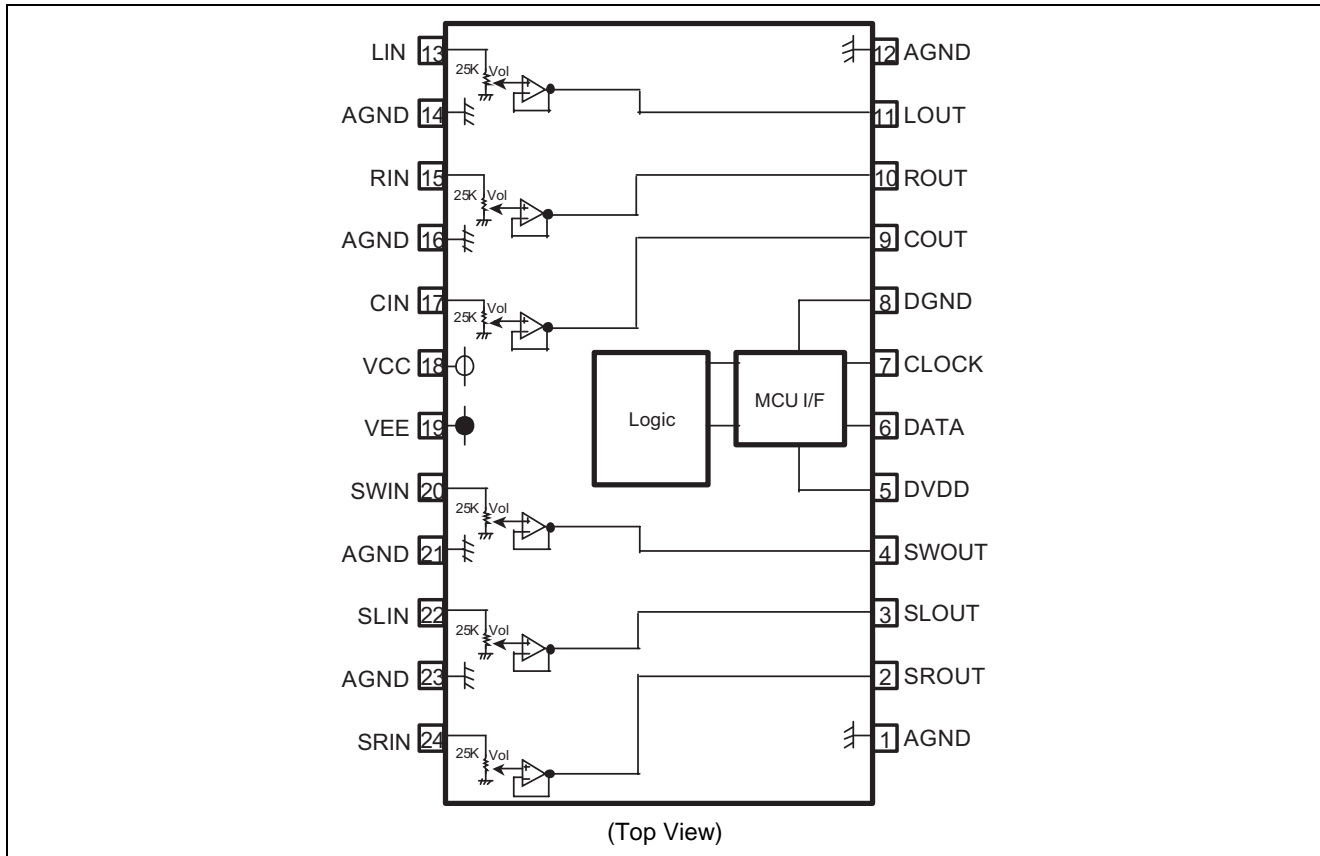 LIN 13
25K Vol
12 AGND
AGND 14
11 LOUT
RIN 15
25K Vol
10 ROUT
AGND 16
9 COUT
CIN 17
25K Vol
8 DGND
VCC 18
7 CLOCK
Logic
MCU I/F
VEE 19
6 DATA
SWIN 20
25K Vol
5 DVDD
AGND 21
4 SWOUT
SLIN 22
25K Vol
3 SLOUT
AGND 23
2 SROUT
SRIN 24
25K Vol
1 AGND
(Top View)